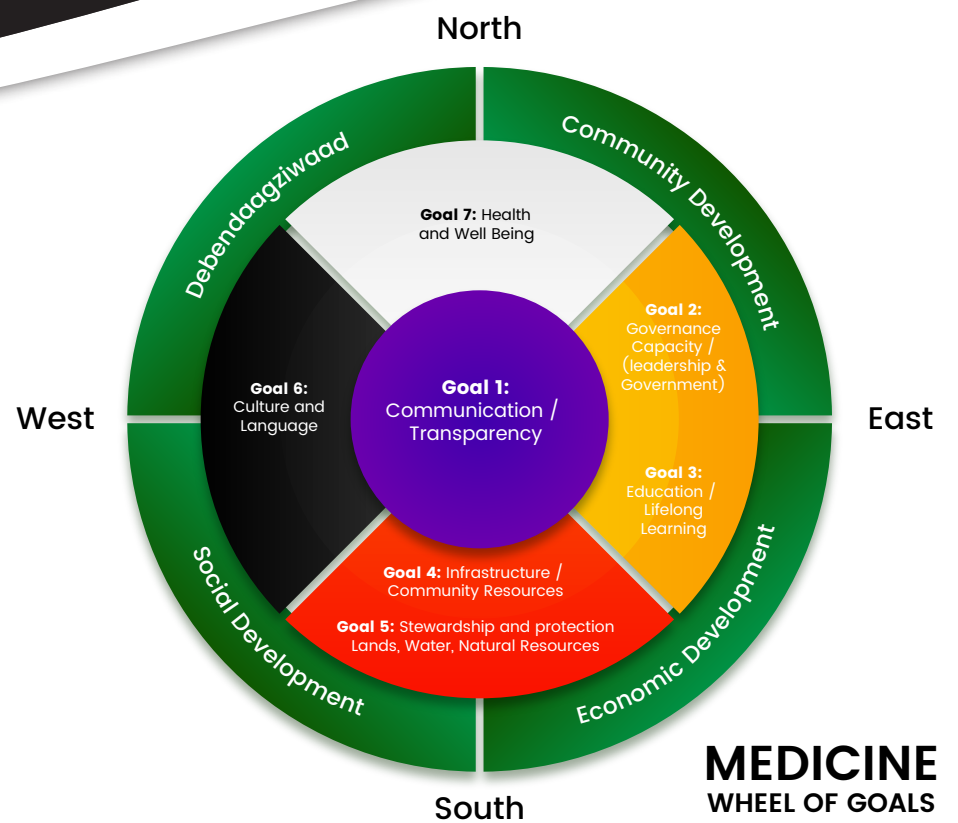 North
Debendaagziwaad
Community Development
Goal 7: Health
and Well Being
Goal 2:
Governance
Capacity /
(leadership &
Government)
Goal 6:
Culture and
Language
Goal 1:
Communication /
Transparency
West
East
Goal 3:
Education /
Lifelong
Learning
Goal 4: Infrastructure /
Community Resources
Goal 5: Stewardship and protection
Lands, Water, Natural Resources
Social Development
Economic Development
South
MEDICINE
WHEEL OF GOALS